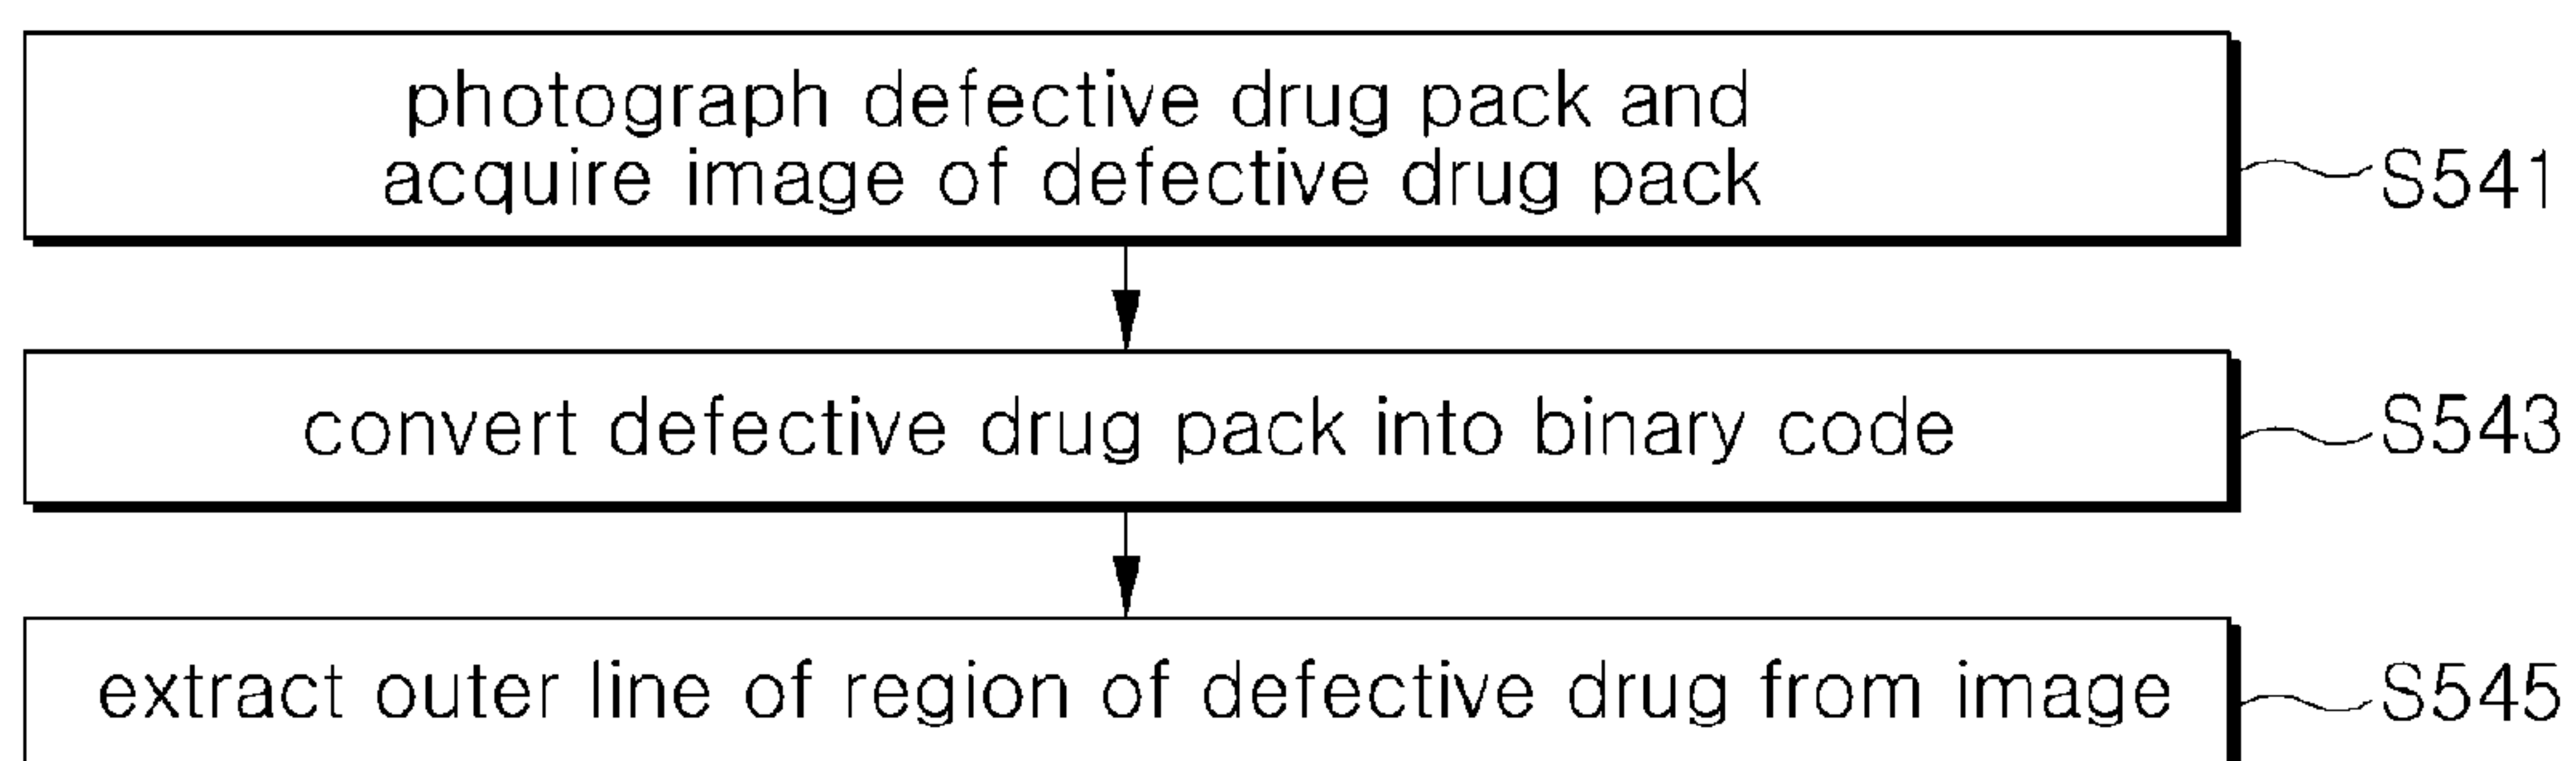 photograph defective drug pack and
acquire image of defective drug pack
S541
convert defective drug pack into binary code
S543
extract outer line of region of defective drug from image
S545